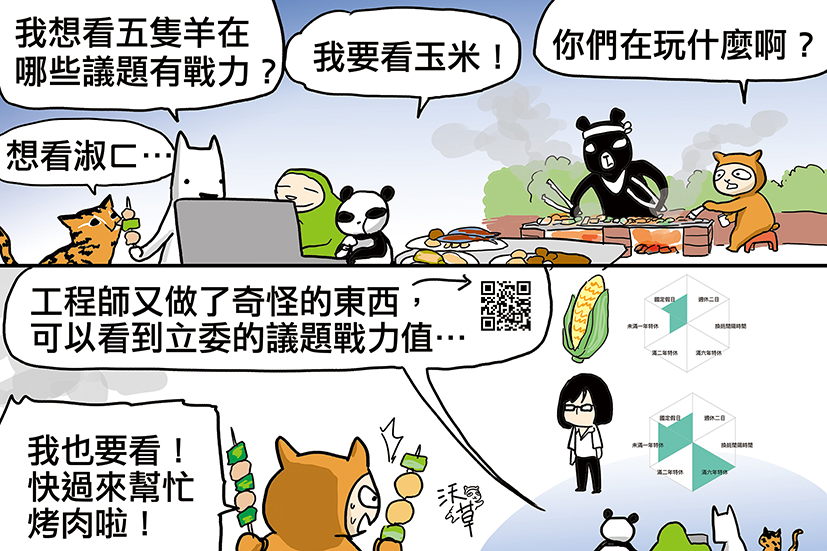 我想看五隻羊在
哪些議題有戰力？
我要看玉米！
你們在玩什麼啊？
想看淑ㄈ…
工程師又做了奇怪的東西，
可以看到立委的議題戰力值…
國定假日
週休二日
未滿一年特休
換班間隔時間
滿二年特休
滿六年特休
國定假日
週休二日
未滿一年特休
換班間隔時間
滿二年特休
滿六年特休
我也要看！
快過來幫忙
烤肉啦！
沃草